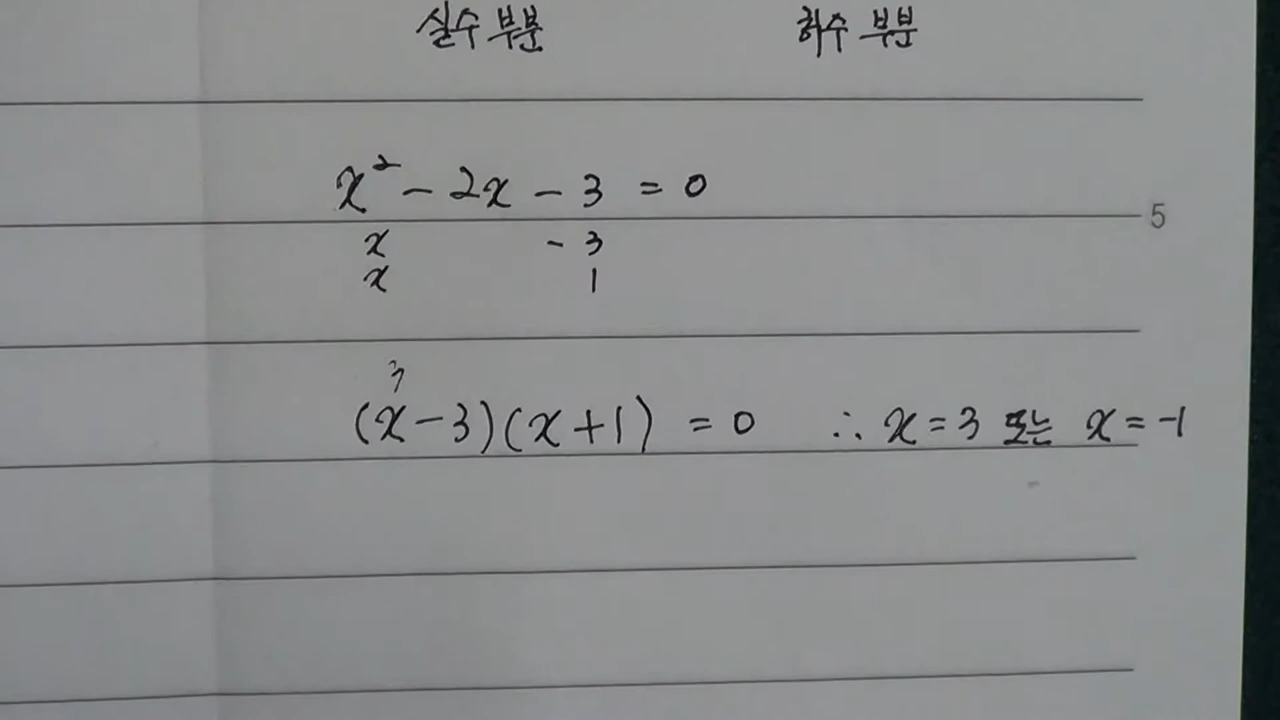 실수 부분 허수 부분
x² - 2x - 3 = 0
5
x - 3
x 1
3
(x-3)(x+1) = 0 ∴ x=3 또는 x=-1